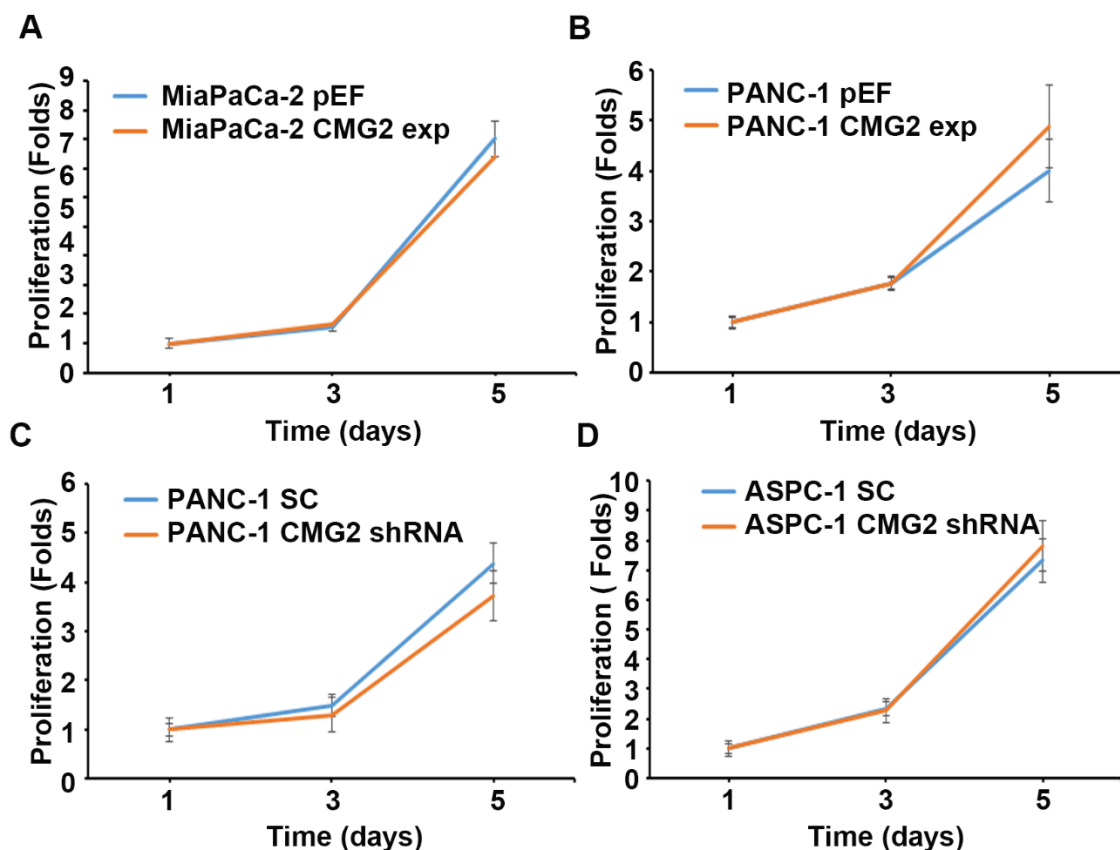 A
MiaPaCa-2 pEF
MiaPaCa-2 CMG2 exp
Proliferation (Folds)
9
8
7
6
5
4
3
2
1
0
1 3 5
Time (days)
B
PANC-1 pEF
PANC-1 CMG2 exp
Proliferation (Folds)
6
5
4
3
2
1
0
1 3 5
Time (days)
C
PANC-1 SC
PANC-1 CMG2 shRNA
Proliferation (Folds)
6
5
4
3
2
1
0
1 3 5
Time (days)
D
ASPC-1 SC
ASPC-1 CMG2 shRNA
Proliferation ( Folds)
10
9
8
7
6
5
4
3
2
1
0
1 3 5
Time (days)